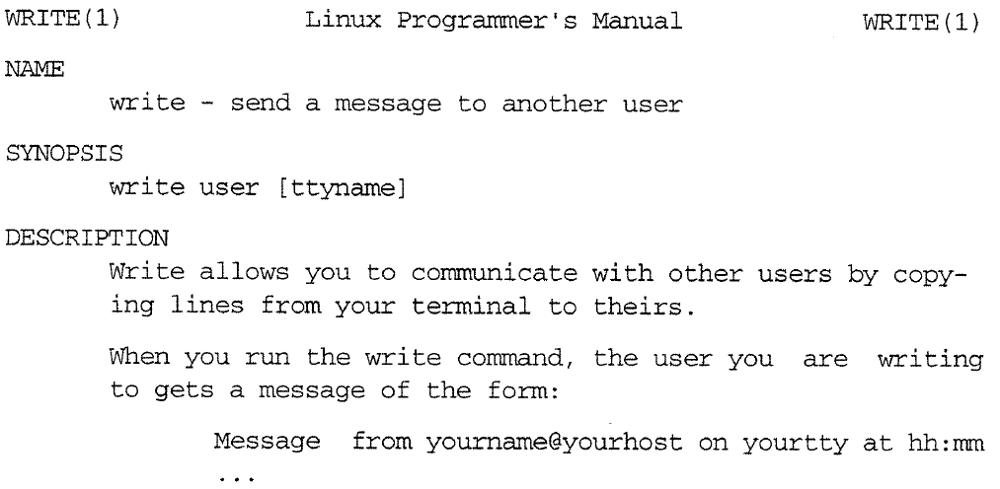 WRITE(1) Linux Programmer's Manual WRITE(1)
NAME
write - send a message to another user
SYNOPSIS
write user [ttyname]
DESCRIPTION
Write allows you to communicate with other users by copy-
ing lines from your terminal to theirs.
When you run the write command, the user you are writing
to gets a message of the form:
Message from yourname@yourhost on yourtty at hh:mm
...